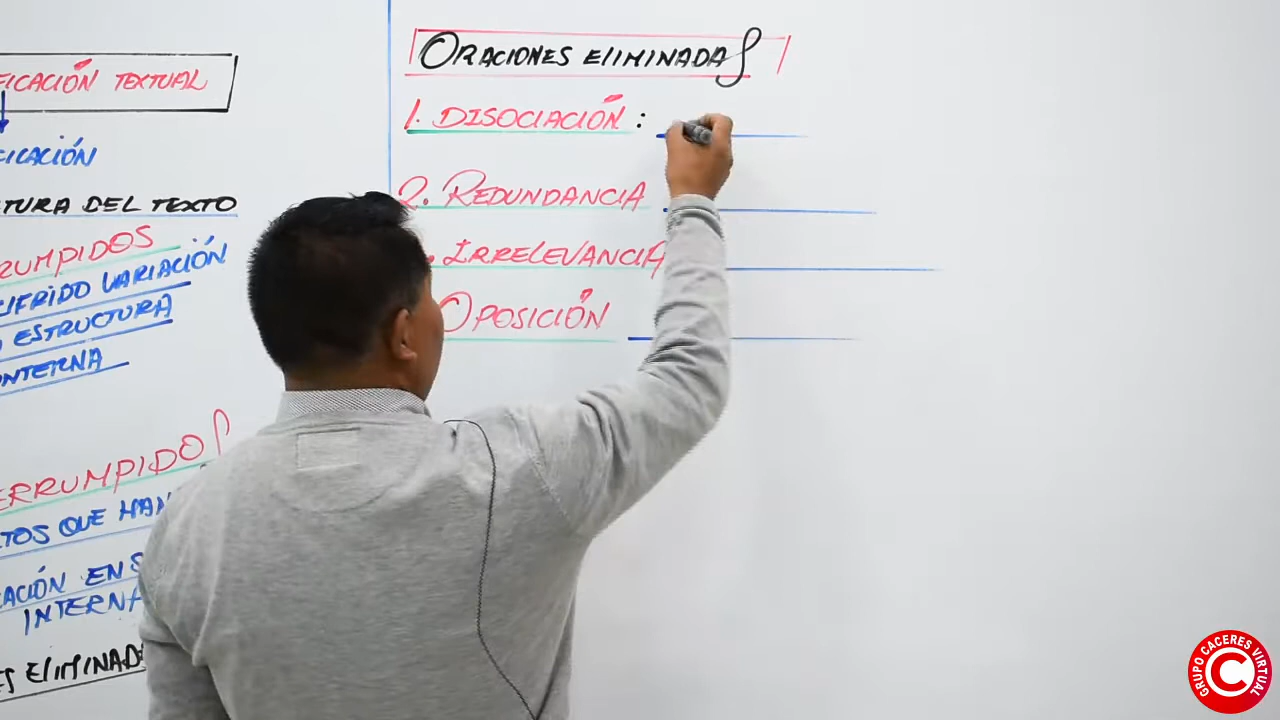 FICACIÓN TEXTUAL
FICACIÓN
TURA DEL TEXTO
RUMPIDOS
CIFRIDO VARIACIÓN
ESTRUCTURA
INTERNA
ERRUMPIDOS
TOS QUE HAN
ACIÓN EN S
INTERNA
ES ELIMINADA
ORACIONES ELIMINADAS
1. DISOCIACIÓN :
2. REDUNDANCIA
. IRRELEVANCIA
OPOSICIÓN
GRUPO CACERES VIRTUAL
C